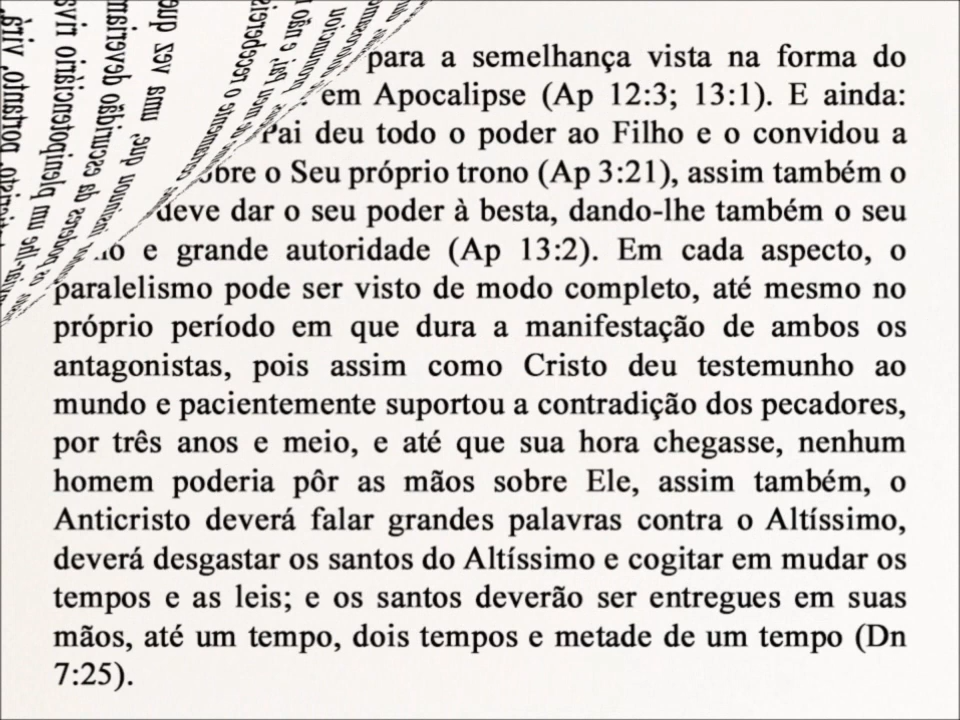 para a semelhança vista na forma do
em Apocalipse (Ap 12:3; 13:1). E ainda:
Pai deu todo o poder ao Filho e o convidou a
o Seu próprio trono (Ap 3:21), assim também o
deve dar o seu poder à besta, dando-lhe também o seu
e grande autoridade (Ap 13:2). Em cada aspecto, o
paralelismo pode ser visto de modo completo, até mesmo no
próprio período em que dura a manifestação de ambos os
antagonistas, pois assim como Cristo deu testemunho ao
mundo e pacientemente suportou a contradição dos pecadores,
por três anos e meio, e até que sua hora chegasse, nenhum
homem poderia pôr as mãos sobre Ele, assim também, o
Anticristo deverá falar grandes palavras contra o Altíssimo,
deverá desgastar os santos do Altíssimo e cogitar em mudar os
tempos e as leis; e os santos deverão ser entregues em suas
mãos, até um tempo, dois tempos e metade de um tempo (Dn
7:25).